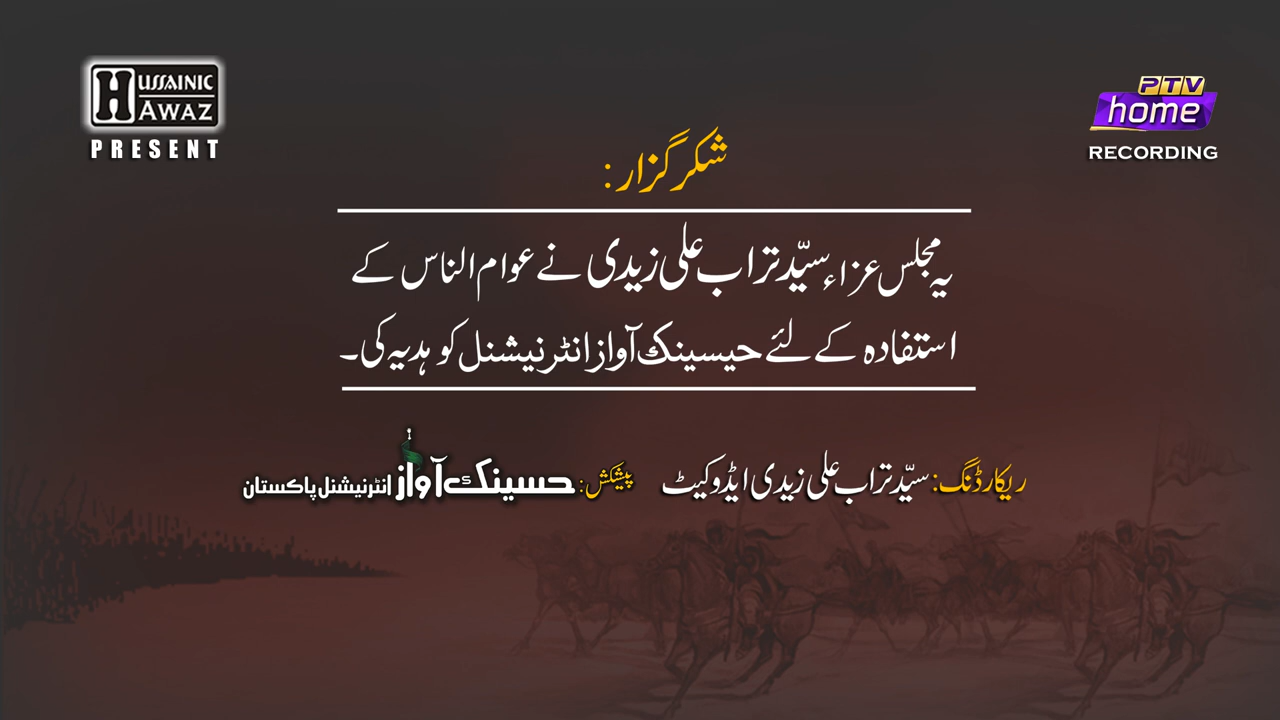 HUSSAINIC
AWAZ
PRESENT
PTV
home
RECORDING
شکر گزار:
یہ مجلس عزاء سیّد تراب علی زیدی نے عوام الناس کے
استفادہ کے لئے حیسینک آواز انٹرنیشنل کو ہدیہ کی۔
ریکارڈنگ: سیّد تراب علی زیدی ایڈوکیٹ پیشکش: حسینک آواز انٹرنیشنل پاکستان